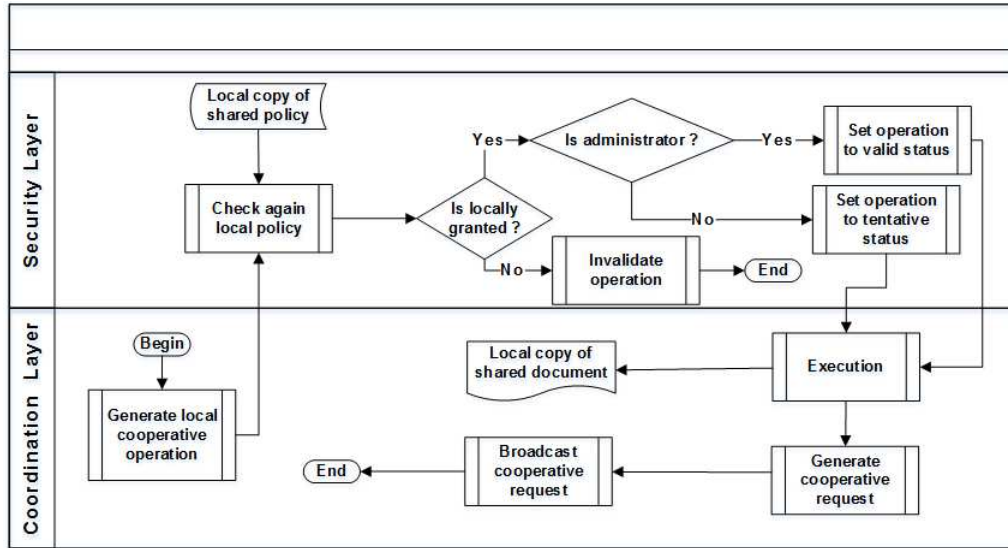 Security Layer
Local copy of
shared policy
Check again
local policy
Is locally
granted ?
Yes
Is administrator ?
Yes
Set operation
to valid status
No
Set operation
to tentative
status
No
Invalidate
operation
End
Coordination Layer
Begin
Generate local
cooperative
operation
Local copy of
shared document
Execution
End
Broadcast
cooperative
request
Generate
cooperative
request